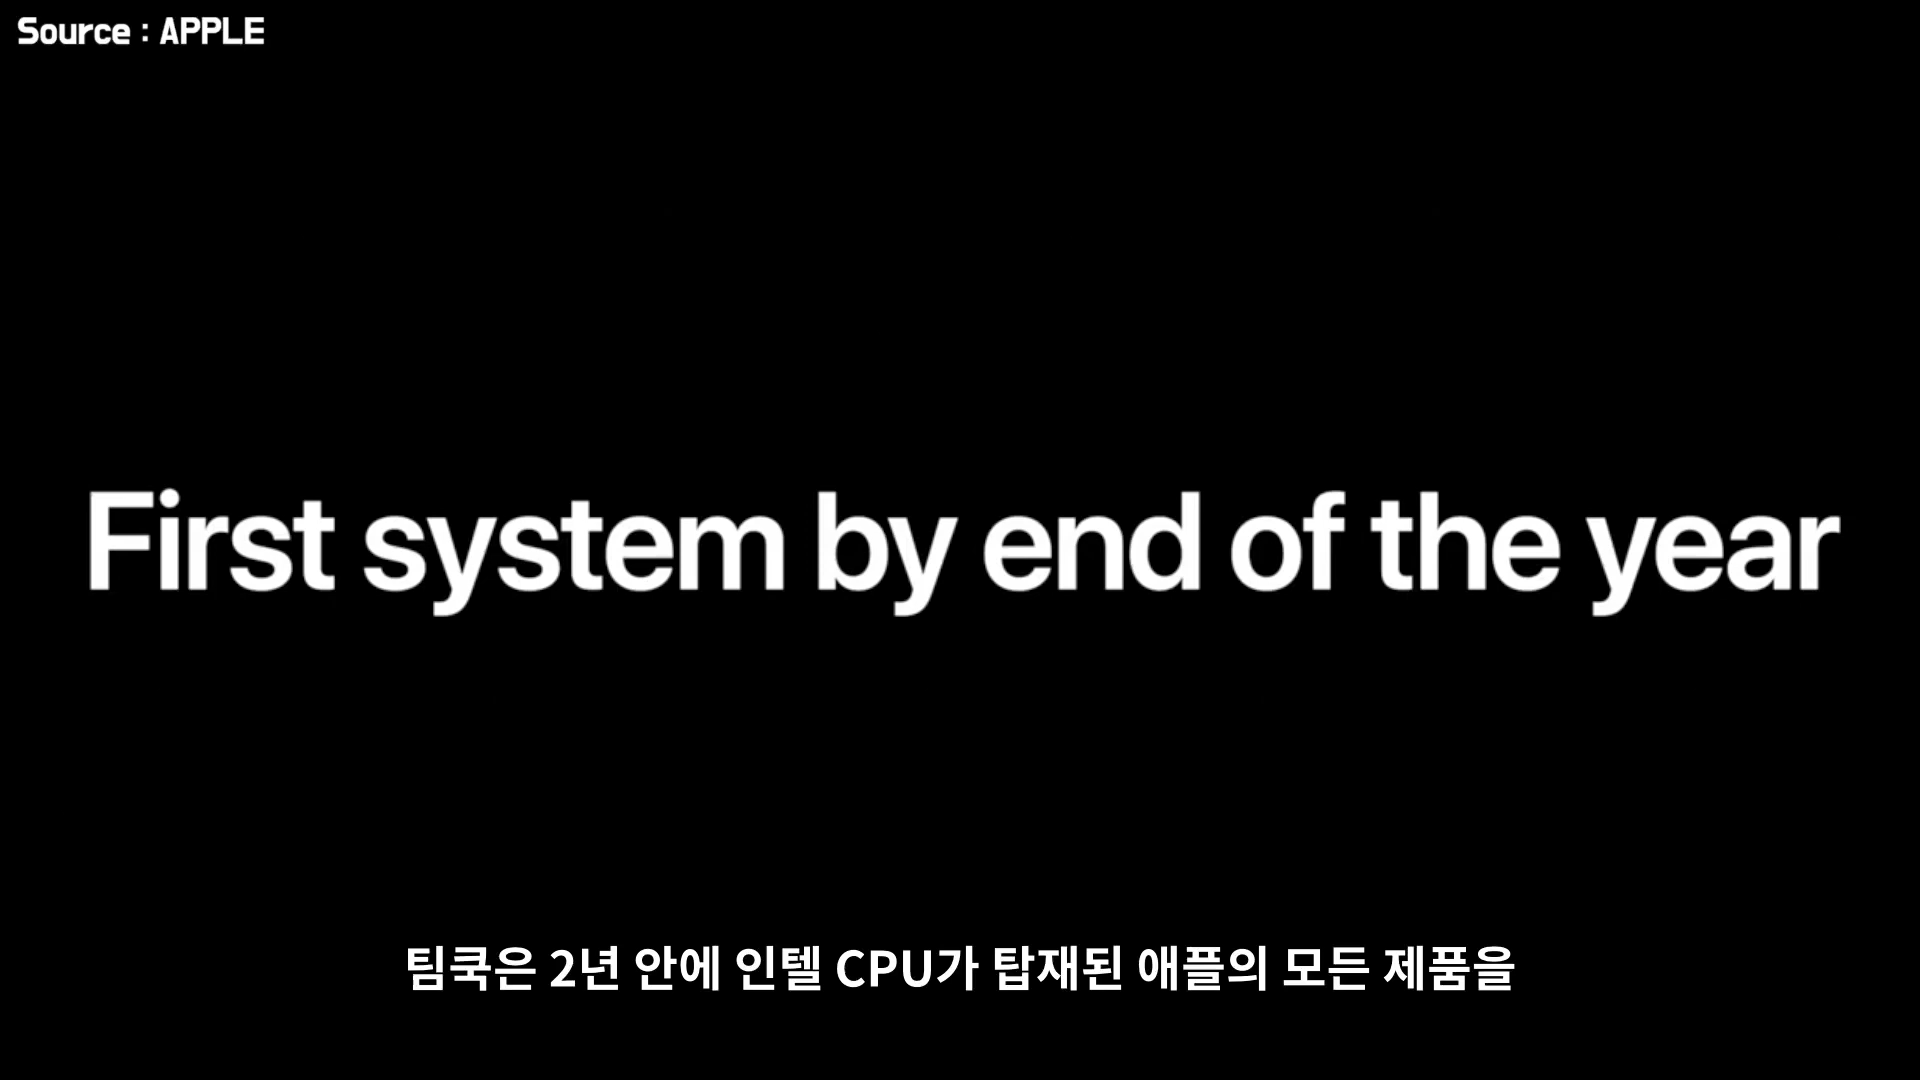 Source : APPLE
First system by end of the year
팀쿡은 2년 안에 인텔 CPU가 탑재된 애플의 모든 제품을